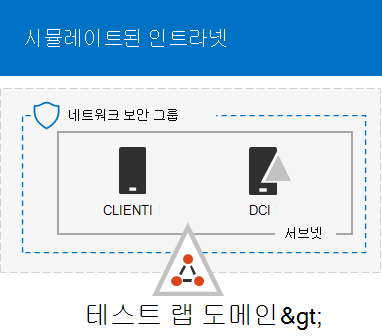 시뮬레이트된 인트라넷
네트워크 보안 그룹
CLIENTI
DCI
서브넷
테스트 랩 도메인&gt;